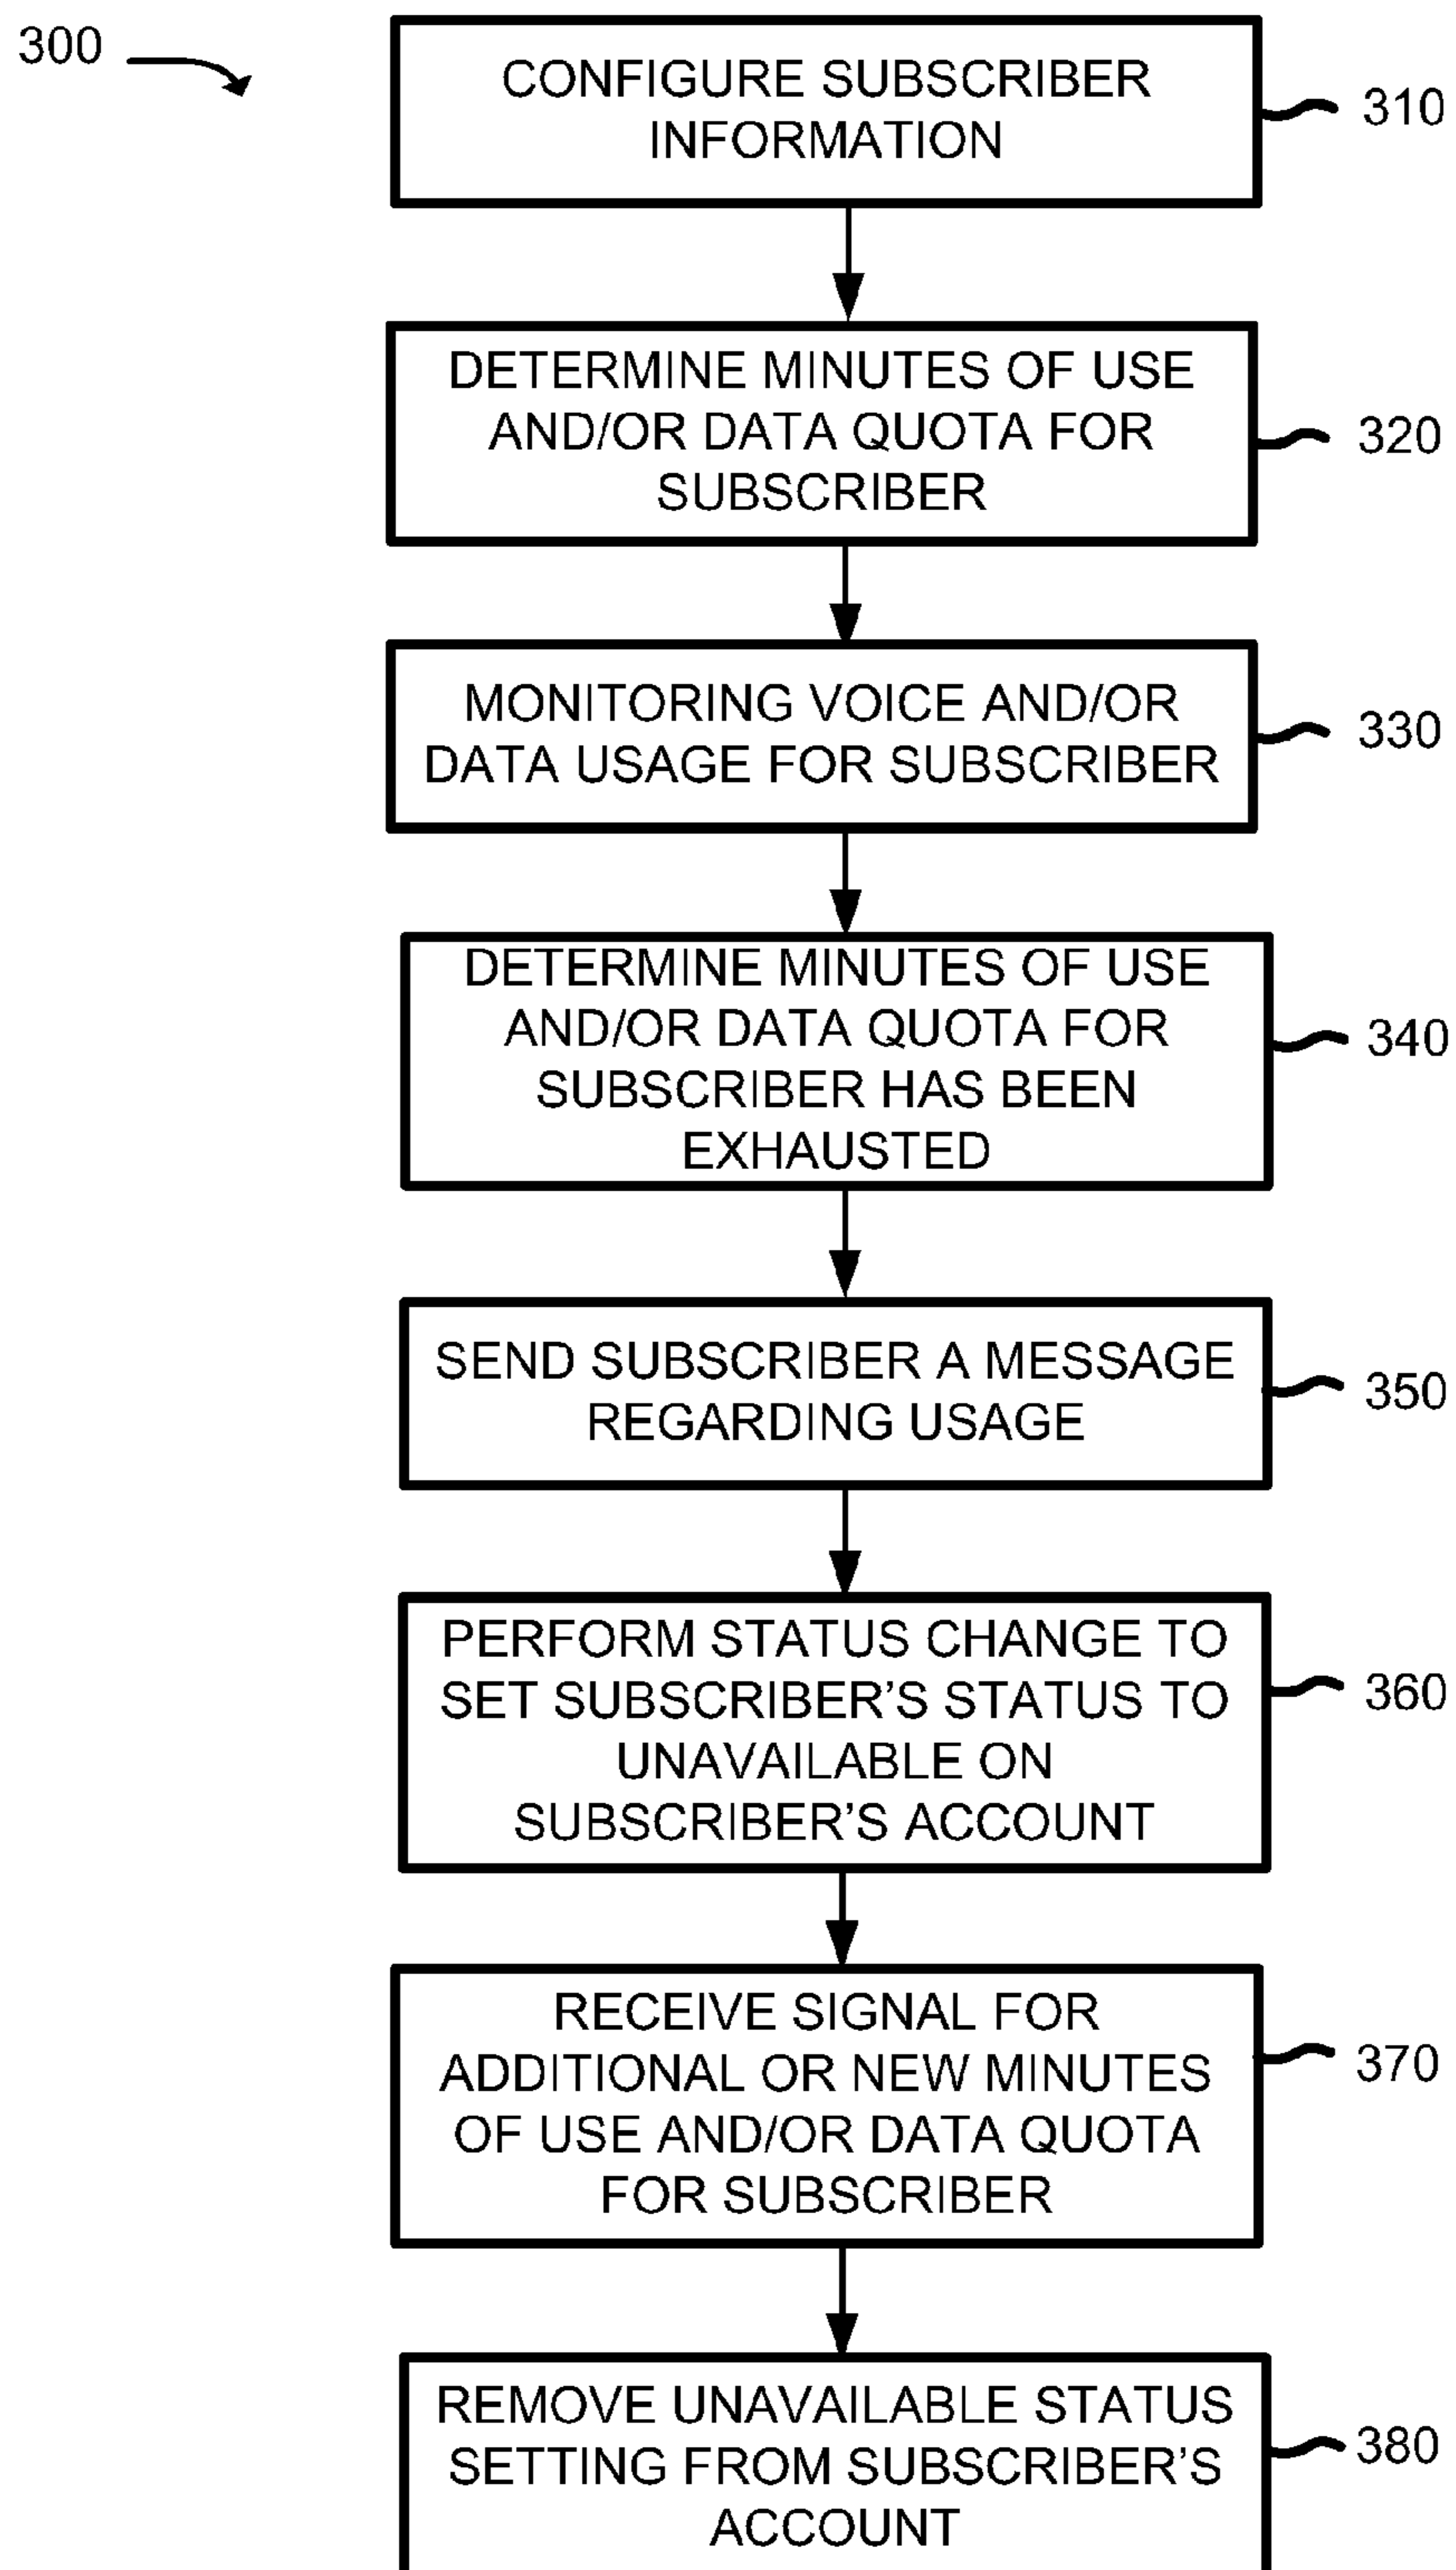 300
CONFIGURE SUBSCRIBER
INFORMATION
310
DETERMINE MINUTES OF USE
AND/OR DATA QUOTA FOR
SUBSCRIBER
320
MONITORING VOICE AND/OR
DATA USAGE FOR SUBSCRIBER
330
DETERMINE MINUTES OF USE
AND/OR DATA QUOTA FOR
SUBSCRIBER HAS BEEN
EXHAUSTED
340
SEND SUBSCRIBER A MESSAGE
REGARDING USAGE
350
PERFORM STATUS CHANGE TO
SET SUBSCRIBER’S STATUS TO
UNAVAILABLE ON
SUBSCRIBER’S ACCOUNT
360
RECEIVE SIGNAL FOR
ADDITIONAL OR NEW MINUTES
OF USE AND/OR DATA QUOTA
FOR SUBSCRIBER
370
REMOVE UNAVAILABLE STATUS
SETTING FROM SUBSCRIBER’S
ACCOUNT
380